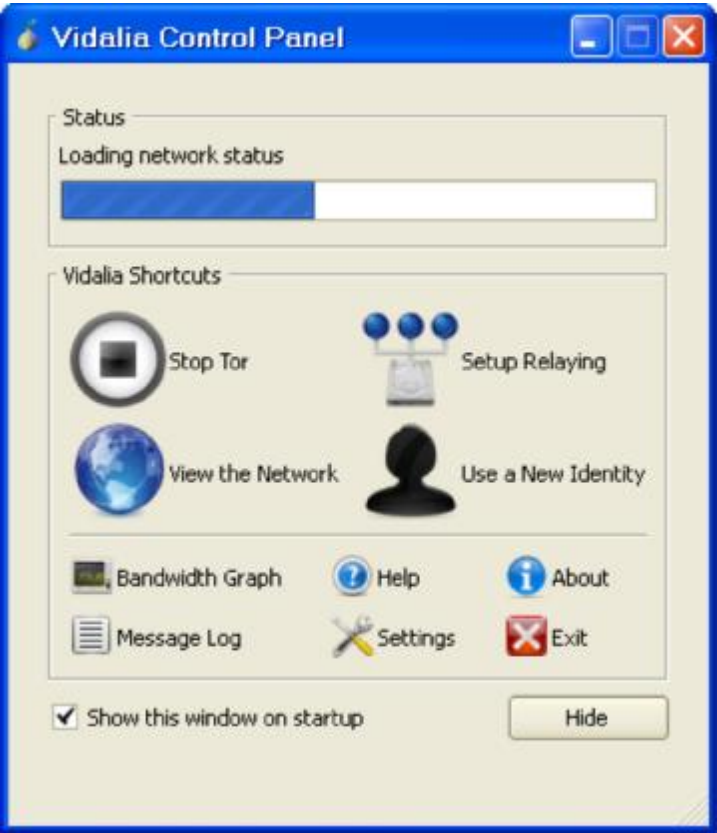 Vidalia Control Panel
Status
Loading network status
Vidalia Shortcuts
Stop Tor
Setup Relaying
View the Network
Use a New Identity
Bandwidth Graph
Help
About
Message Log
Settings
Exit
Show this window on startup
Hide